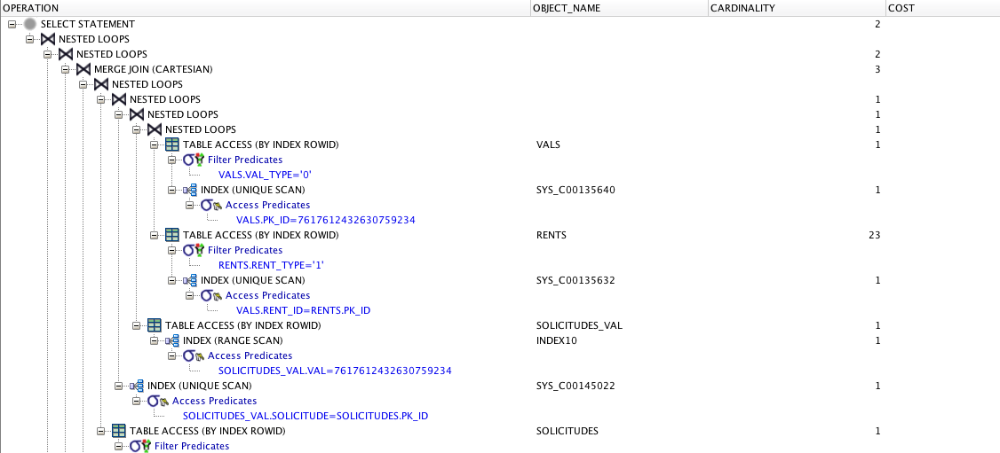 OPERATION OBJECT_NAME CARDINALITY COST
SELECT STATEMENT 2
NESTED LOOPS
NESTED LOOPS 2
MERGE JOIN (CARTESIAN) 3
NESTED LOOPS
NESTED LOOPS 1
NESTED LOOPS 1
NESTED LOOPS 1
TABLE ACCESS (BY INDEX ROWID) VALS 1
Filter Predicates
VALS.VAL_TYPE='0'
INDEX (UNIQUE SCAN) SYS_C00135640 1
Access Predicates
VALS.PK_ID=7617612432630759234
TABLE ACCESS (BY INDEX ROWID) RENTS 23
Filter Predicates
RENTS.RENT_TYPE='1'
INDEX (UNIQUE SCAN) SYS_C00135632 1
Access Predicates
VALS.RENT_ID=RENTS.PK_ID
TABLE ACCESS (BY INDEX ROWID) SOLICITUDES_VAL 1
INDEX (RANGE SCAN) INDEX10 1
Access Predicates
SOLICITUDES_VAL.VAL=7617612432630759234
INDEX (UNIQUE SCAN) SYS_C00145022 1
Access Predicates
SOLICITUDES_VAL.SOLICITUDE=SOLICITUDES.PK_ID
TABLE ACCESS (BY INDEX ROWID) SOLICITUDES 1
Filter Predicates